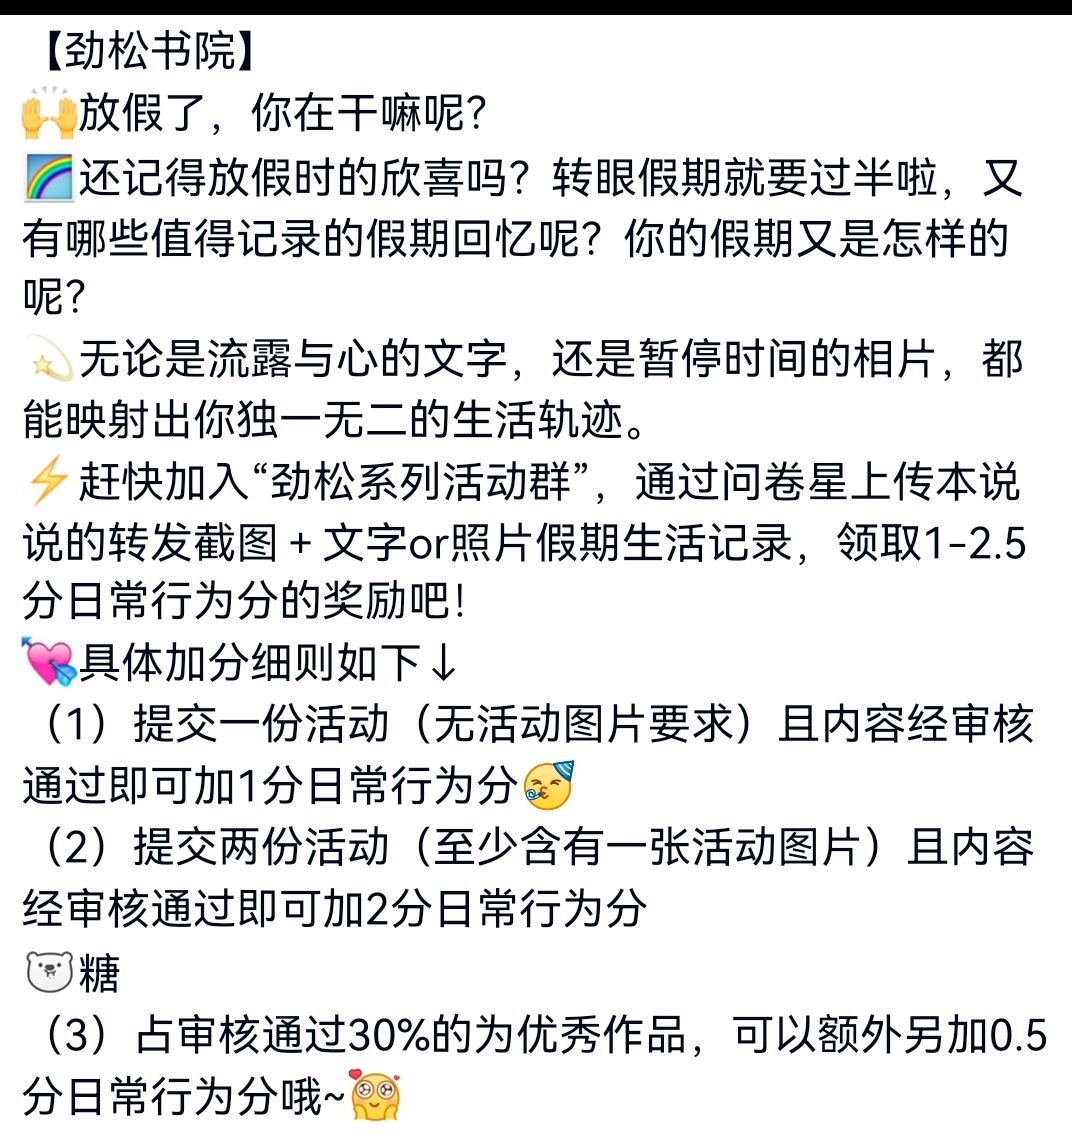 【劲松书院】
🙌放假了，你在干嘛呢？
🌈还记得放假时的欣喜吗？转眼假期就要过半啦，又
有哪些值得记录的假期回忆呢？你的假期又是怎样的
呢？
💫无论是流露与心的文字，还是暂停时间的相片，都
能映射出你独一无二的生活轨迹。
⚡赶快加入“劲松系列活动群”，通过问卷星上传本说
说的转发截图 + 文字or照片假期生活记录，领取1-2.5
分日常行为分的奖励吧！
💘具体加分细则如下↓
（1）提交一份活动（无活动图片要求）且内容经审核
通过即可加1分日常行为分🥳
（2）提交两份活动（至少含有一张活动图片）且内容
经审核通过即可加2分日常行为分
糖
（3）占审核通过30%的为优秀作品，可以额外另加0.5
分日常行为分哦~